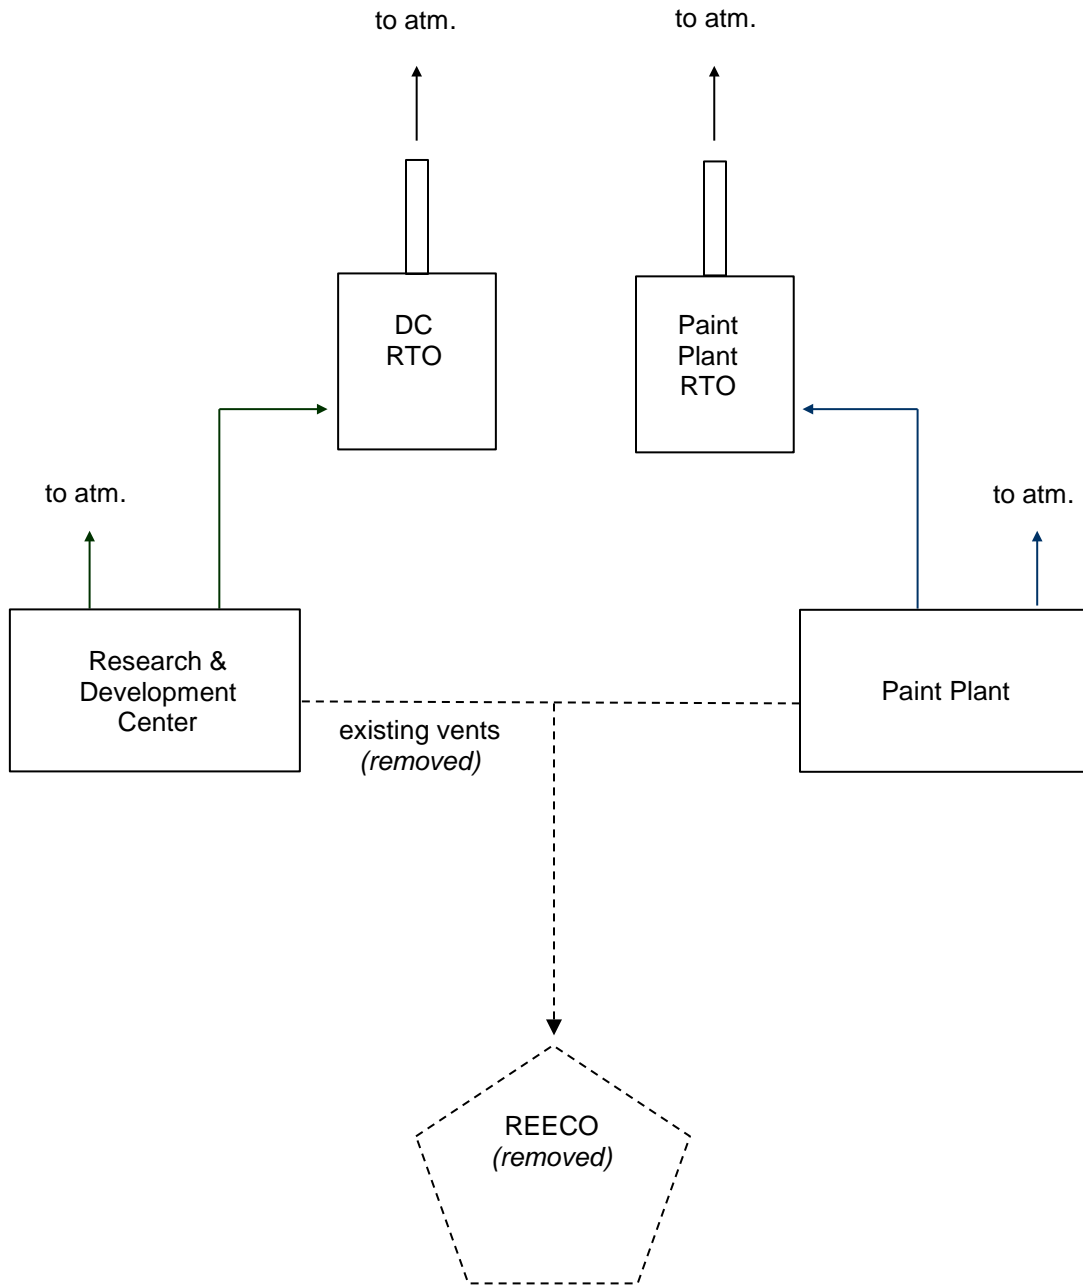 to atm.
to atm.
DC
RTO
Paint
Plant
RTO
to atm.
to atm.
Research &
Development
Center
Paint Plant
existing vents
(removed)
REECO
(removed)